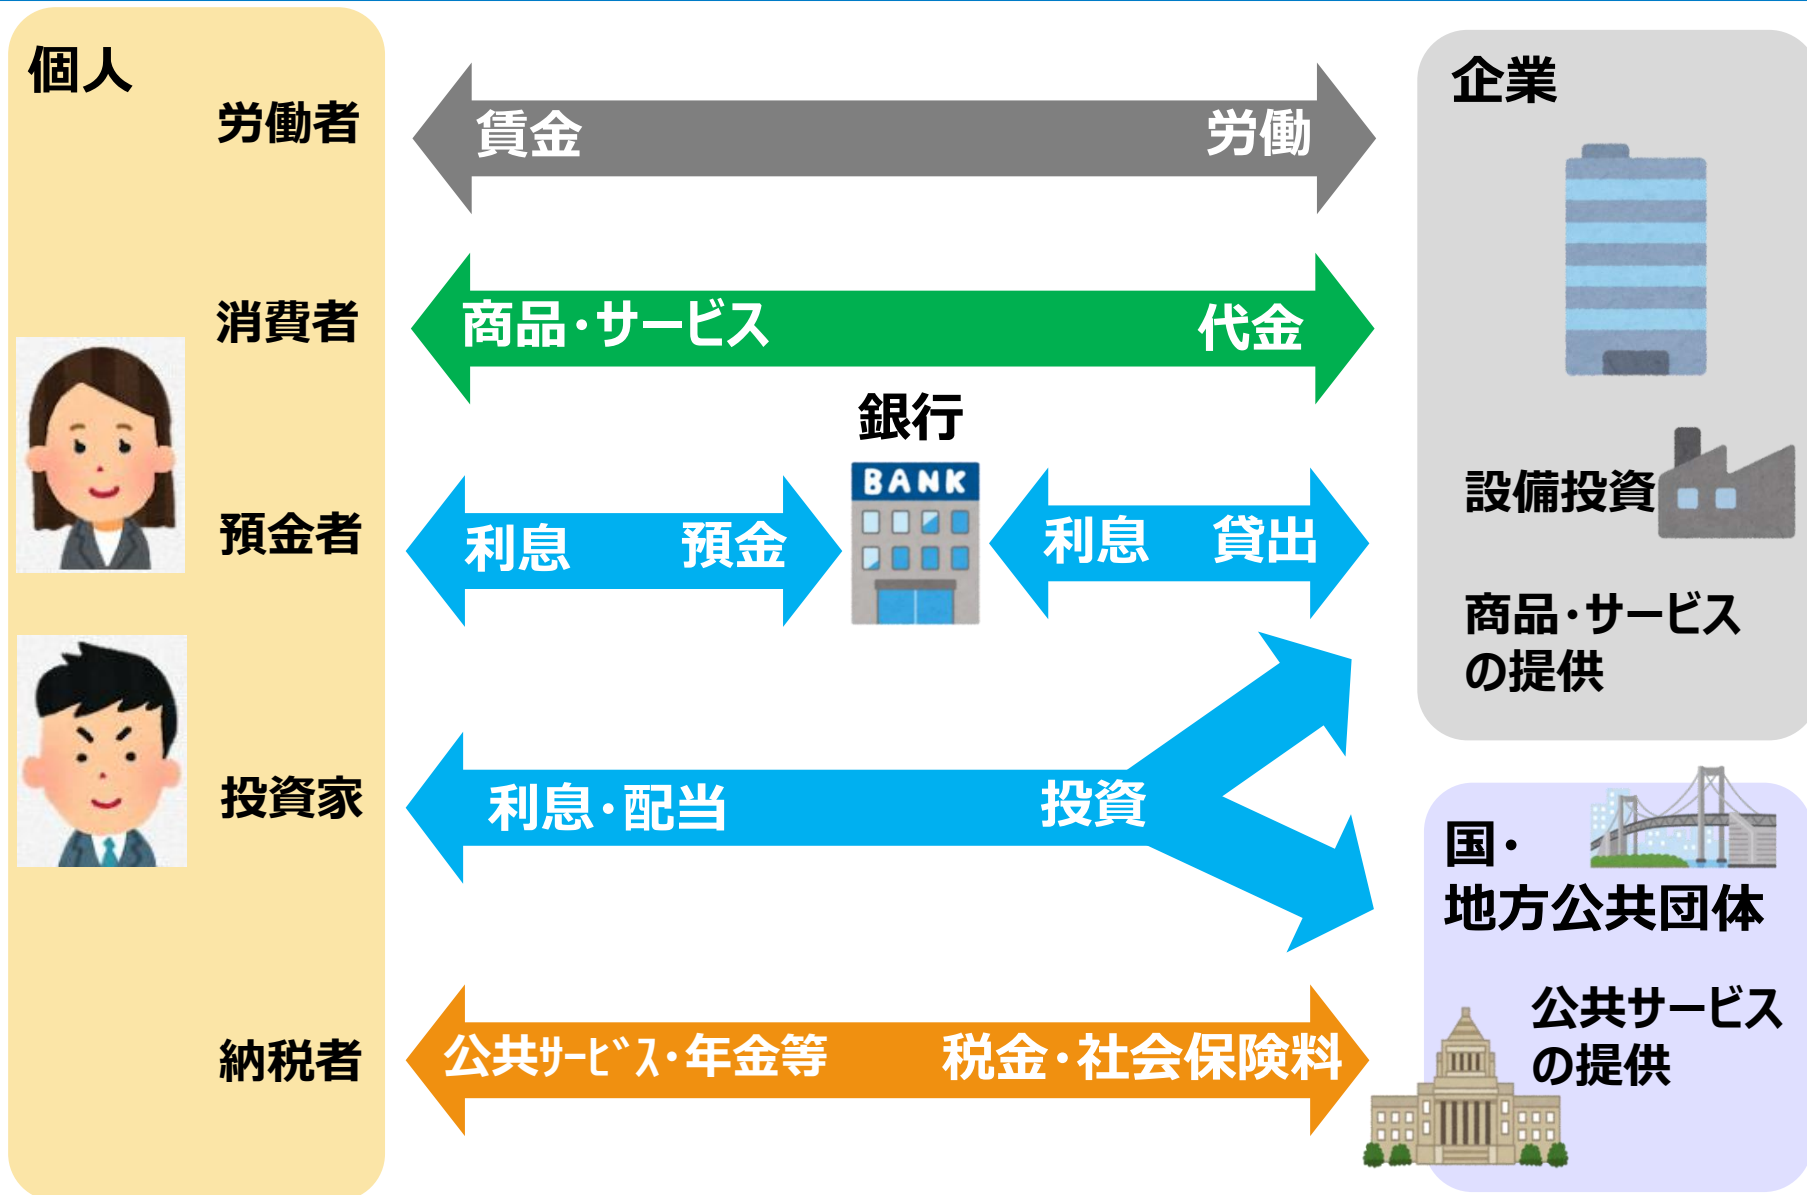 個人
企業
労働者
賃金
労働
消費者
商品・サービス
代金
銀行
BANK
預金者
利息
預金
利息
貸出
設備投資
商品・サービス
の提供
投資家
利息・配当
投資
国・
地方公共団体
納税者
公共ｻｰﾋﾞｽ・年金等
税金・社会保険料
公共サービス
の提供